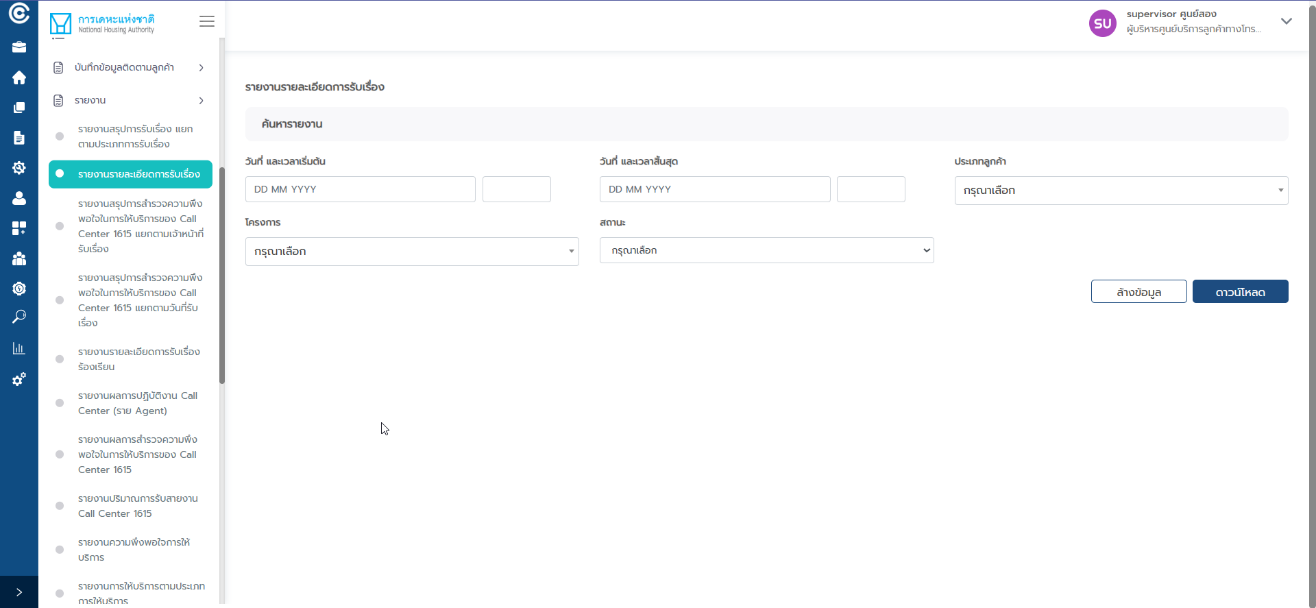 การเคหะแห่งชาติ
National Housing Authority
SU
supervisor ศูนย์สอง
ผู้บริหารศูนย์บริการลูกค้าทางโทร...
บันทึกข้อมูลติดตามลูกค้า
รายงาน
รายงานสรุปการรับเรื่อง แยก
ตามประเภทการรับเรื่อง
รายงานรายละเอียดการรับเรื่อง
รายงานสรุปการสำรวจความพึง
พอใจในการให้บริการของ Call
Center 1615 แยกตามเจ้าหน้าที่
รับเรื่อง
รายงานสรุปการสำรวจความพึง
พอใจในการให้บริการของ Call
Center 1615 แยกตามวันที่รับ
เรื่อง
รายงานรายละเอียดการรับเรื่อง
ร้องเรียน
รายงานผลการปฏิบัติงาน Call
Center (ราย Agent)
รายงานผลการสำรวจความพึง
พอใจในการให้บริการของ Call
Center 1615
รายงานปริมาณการรับสายงาน
Call Center 1615
รายงานความพึงพอใจการให้
บริการ
รายงานการให้บริการตามประเภท
การให้บริการ
รายงานรายละเอียดการรับเรื่อง
ค้นหารายงาน
วันที่ และเวลาเริ่มต้น
วันที่ และเวลาสิ้นสุด
ประเภทลูกค้า
DD MM YYYY
DD MM YYYY
กรุณาเลือก
โครงการ
สถานะ
กรุณาเลือก
กรุณาเลือก
ล้างข้อมูล
ดาวน์โหลด